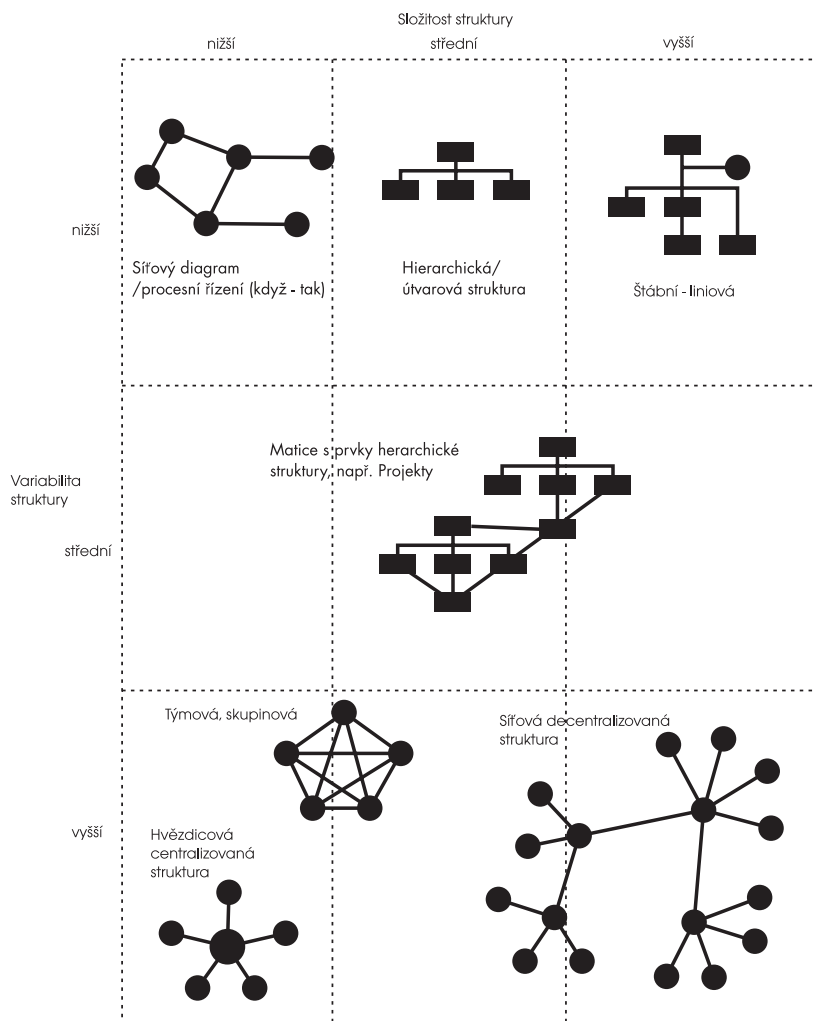 Složitost struktury
nižší
střední
vyšší
nižší
Síťový diagram
/procesní řízení (když - tak)
Hierarchická/
útvarová struktura
Štábní - liniová
Variabilita
struktury
Matice s prvky herarchické
struktury, např. Projekty
střední
Týmová, skupinová
Síťová decentralizovaná
struktura
vyšší
Hvězdicová
centralizovaná
struktura